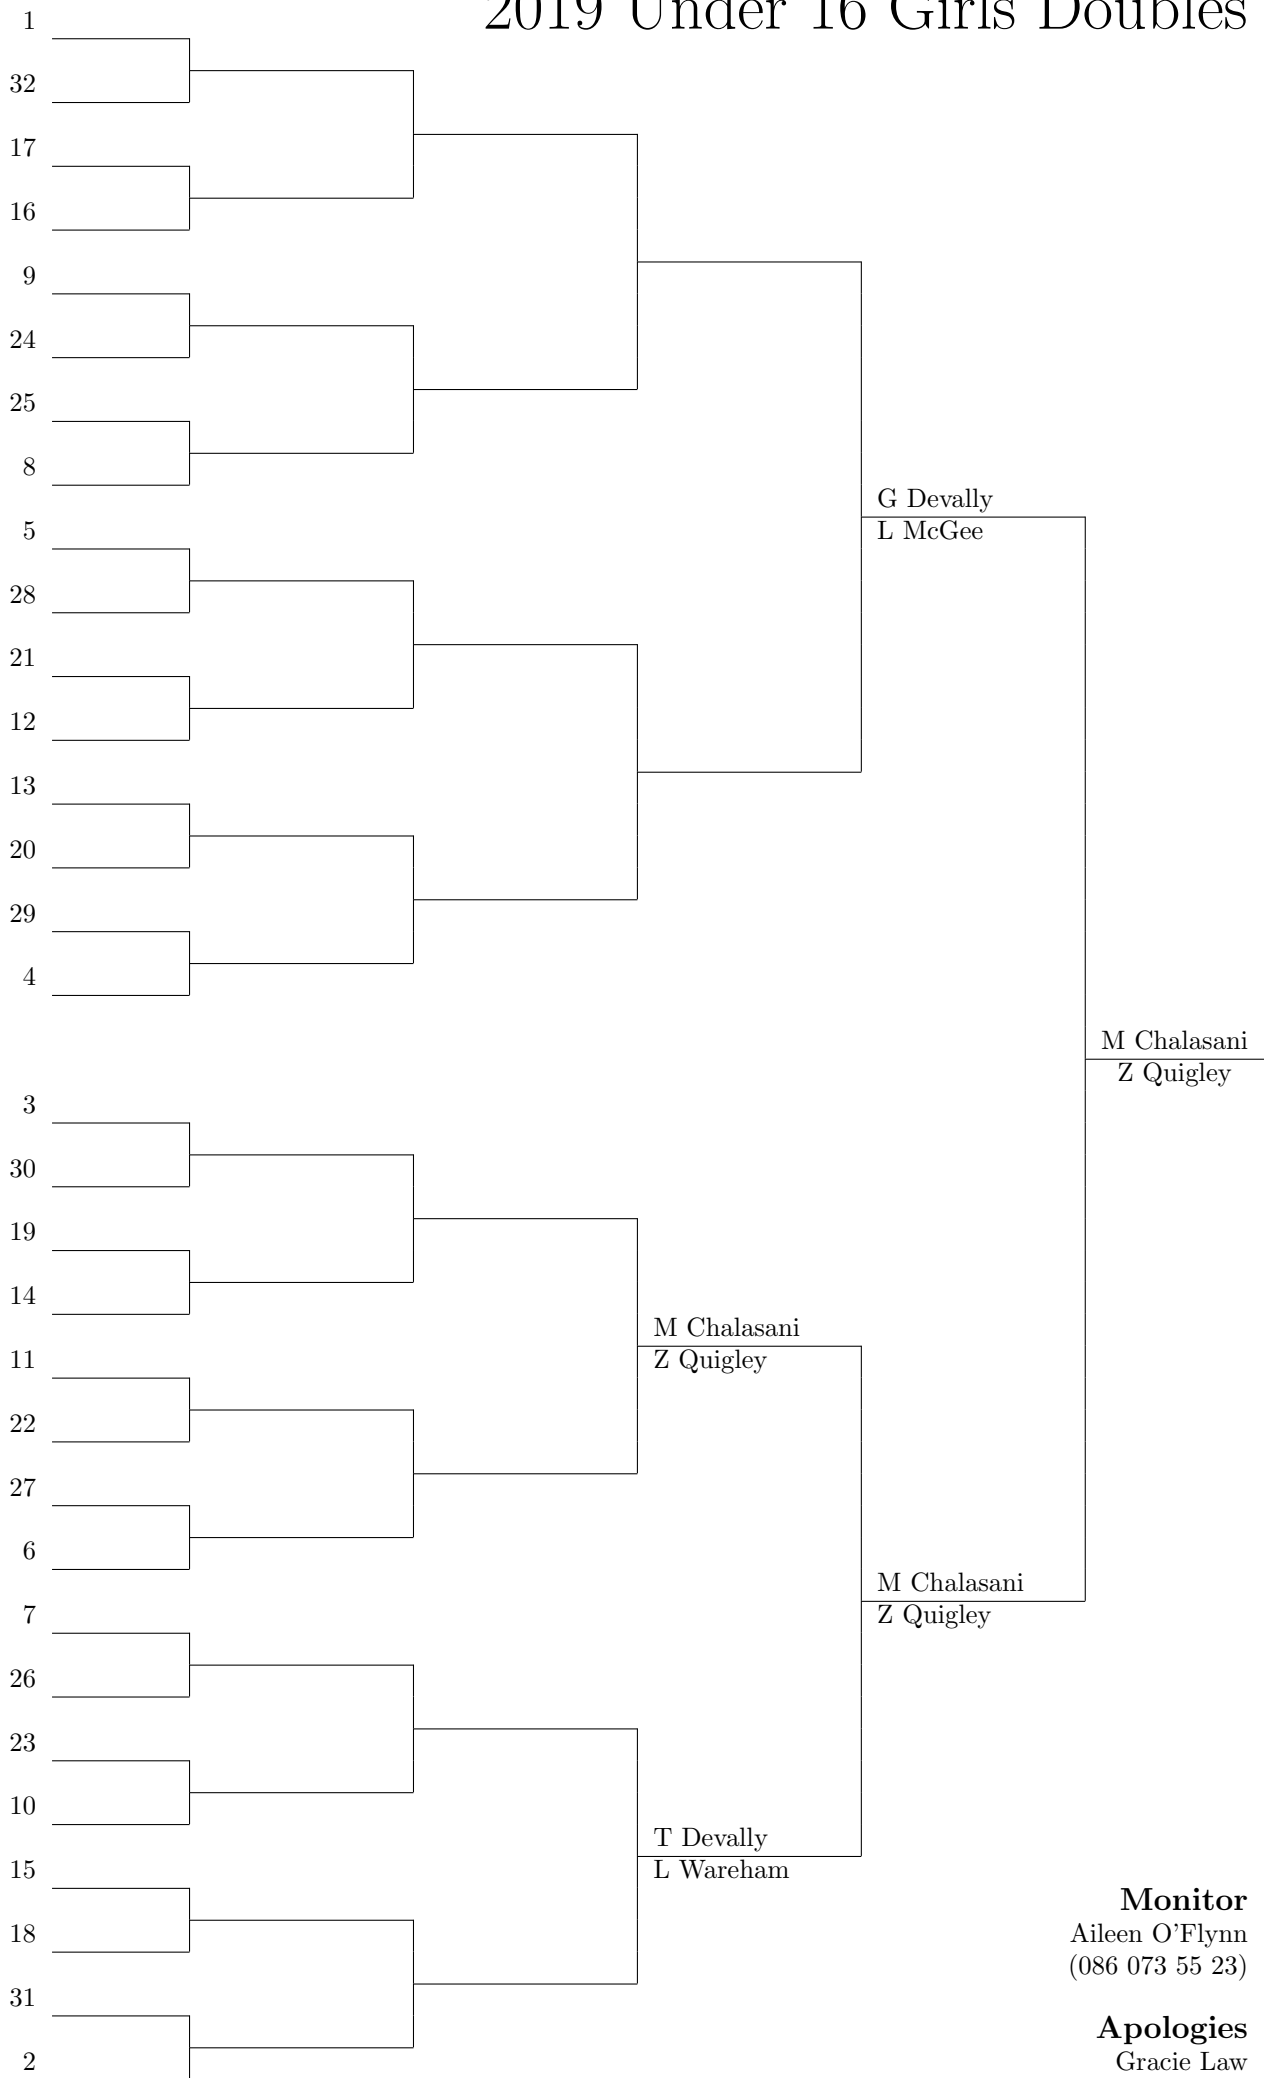 2019 Under 16 Girls Doubles
1
32
17
16
9
24
25
8
G Devally
L McGee
5
28
21
12
13
20
29
4
M Chalasani
Z Quigley
3
30
19
14
M Chalasani
Z Quigley
11
22
27
6
M Chalasani
Z Quigley
7
26
23
10
T Devally
L Wareham
15
18
31
2
Monitor
Aileen O'Flynn
(086 073 55 23)
Apologies
Gracie Law